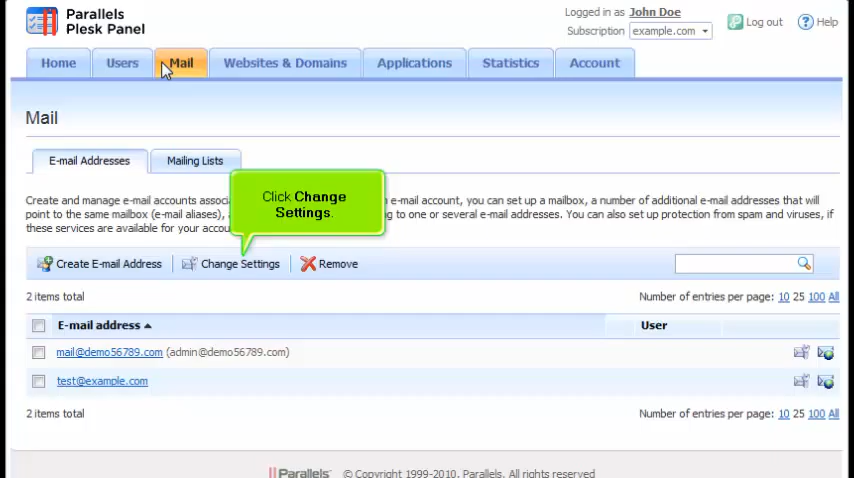 Parallels
Plesk Panel
Logged in as John Doe
Subscription example.com
Log out
Help
Home
Users
Mail
Websites & Domains
Applications
Statistics
Account
Mail
E-mail Addresses
Mailing Lists
Click Change
Settings.
Create and manage e-mail accounts associa n e-mail account, you can set up a mailbox, a number of additional e-mail addresses that will
point to the same mailbox (e-mail aliases), a ng to one or several e-mail addresses. You can also set up protection from spam and viruses, if
these services are available for your accou
Create E-mail Address
Change Settings
Remove
2 items total
Number of entries per page: 10 25 100 All
E-mail address
User
mail@demo56789.com (admin@demo56789.com)
test@example.com
2 items total
Number of entries per page: 10 25 100 All
Parallels © Copyright 1999-2010, Parallels. All rights reserved